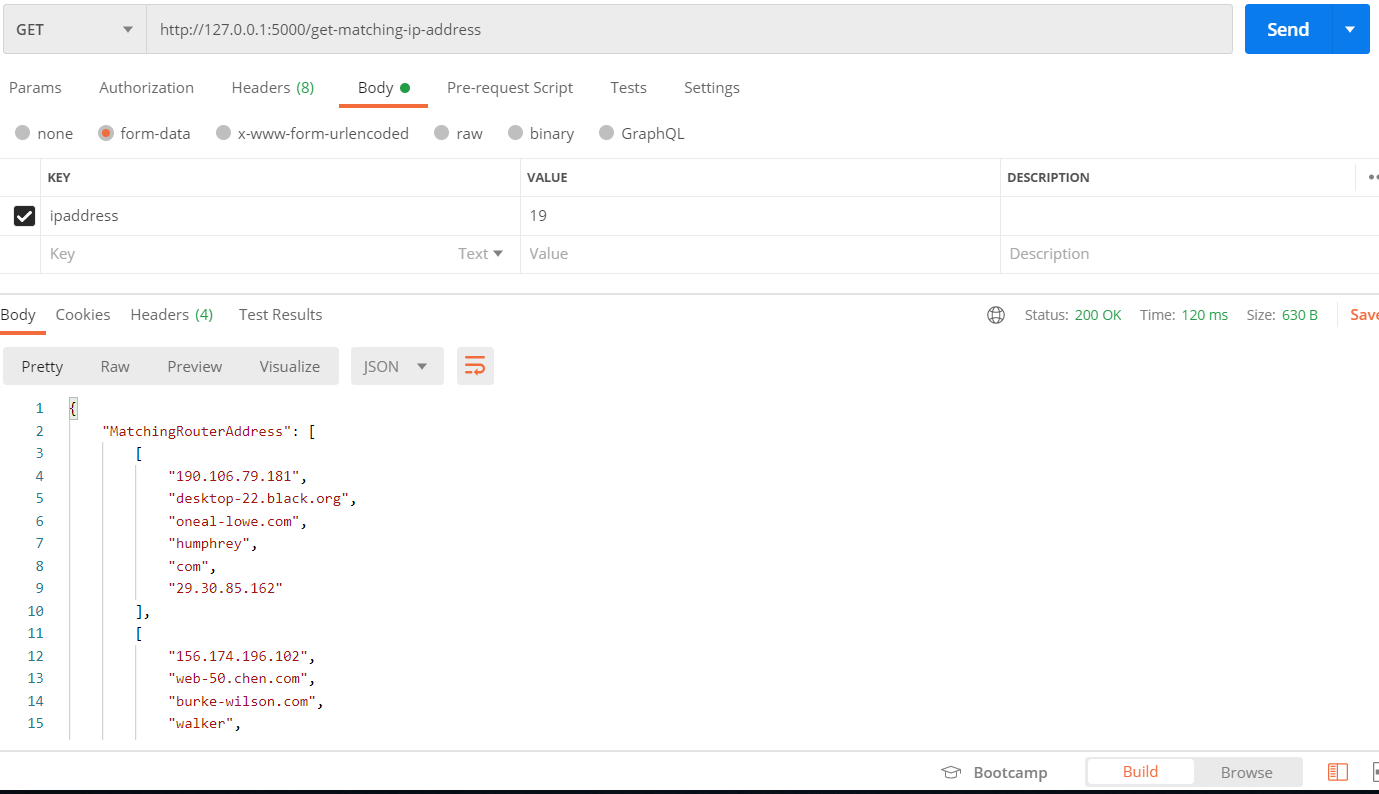 GET http://127.0.0.1:5000/get-matching-ip-address Send
Params Authorization Headers (8) Body Pre-request Script Tests Settings
none form-data x-www-form-urlencoded raw binary GraphQL
KEY VALUE DESCRIPTION
ipaddress 19
Key Text Value Description
Body Cookies Headers (4) Test Results Status: 200 OK Time: 120 ms Size: 630 B Save
Pretty Raw Preview Visualize JSON
1 {
2 "MatchingRouterAddress": [
3 [
4 "190.106.79.181",
5 "desktop-22.black.org",
6 "oneal-lowe.com",
7 "humphrey",
8 "com",
9 "29.30.85.162"
10 ],
11 [
12 "156.174.196.102",
13 "web-50.chen.com",
14 "burke-wilson.com",
15 "walker",
Bootcamp Build Browse